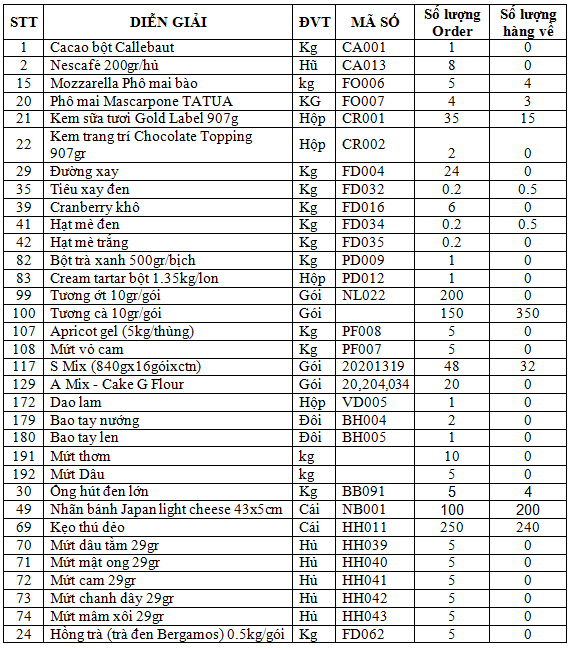 STT DIỄN GIẢI ĐVT MÃ SỐ Số lượng Order Số lượng hàng về
1 Cacao bột Callebaut Kg CA001 1 0
2 Nescafé 200gr/hủ Hũ CA013 8 0
15 Mozzarella Phô mai bào kg FO006 5 4
20 Phô mai Mascarpone TATUA KG FO007 4 3
21 Kem sữa tươi Gold Label 907g Hộp CR001 35 15
22 Kem trang trí Chocolate Topping 907gr Hộp CR002 2 0
29 Đường xay Kg FD004 24 0
35 Tiêu xay đen Kg FD032 0.2 0.5
39 Cranberry khô Kg FD016 6 0
41 Hạt mè đen Kg FD034 0.2 0.5
42 Hạt mè trắng Kg FD035 0.2 0
82 Bột trà xanh 500gr/bịch Kg PD009 1 0
83 Cream tartar bột 1.35kg/lon Hộp PD012 1 0
99 Tương ớt 10gr/gói Gói NL022 200 0
100 Tương cà 10gr/gói Gói 150 350
107 Apricot gel (5kg/thùng) Kg PF008 5 0
108 Mứt vỏ cam Kg PF007 5 0
117 S Mix (840gx16góixctn) Gói 20201319 48 32
129 A Mix - Cake G Flour Gói 20,204,034 20 0
172 Dao lam Hộp VD005 1 0
179 Bao tay nướng Đôi BH004 2 0
180 Bao tay len Đôi BH005 1 0
191 Mứt thơm kg 10 0
192 Mứt Dâu kg 5 0
30 Ống hút đen lớn Kg BB091 5 4
49 Nhãn bánh Japan light cheese 43x5cm Cái NB001 100 200
69 Kẹo thú dẻo Cái HH011 250 240
70 Mứt dâu tằm 29gr Hủ HH039 5 0
71 Mứt mật ong 29gr Hủ HH040 5 0
72 Mứt cam 29gr Hủ HH041 5 0
73 Mứt chanh dây 29gr Hủ HH042 5 0
74 Mứt mâm xôi 29gr Hủ HH043 5 0
24 Hồng trà (trà đen Bergamos) 0.5kg/gói Kg FD062 5 0